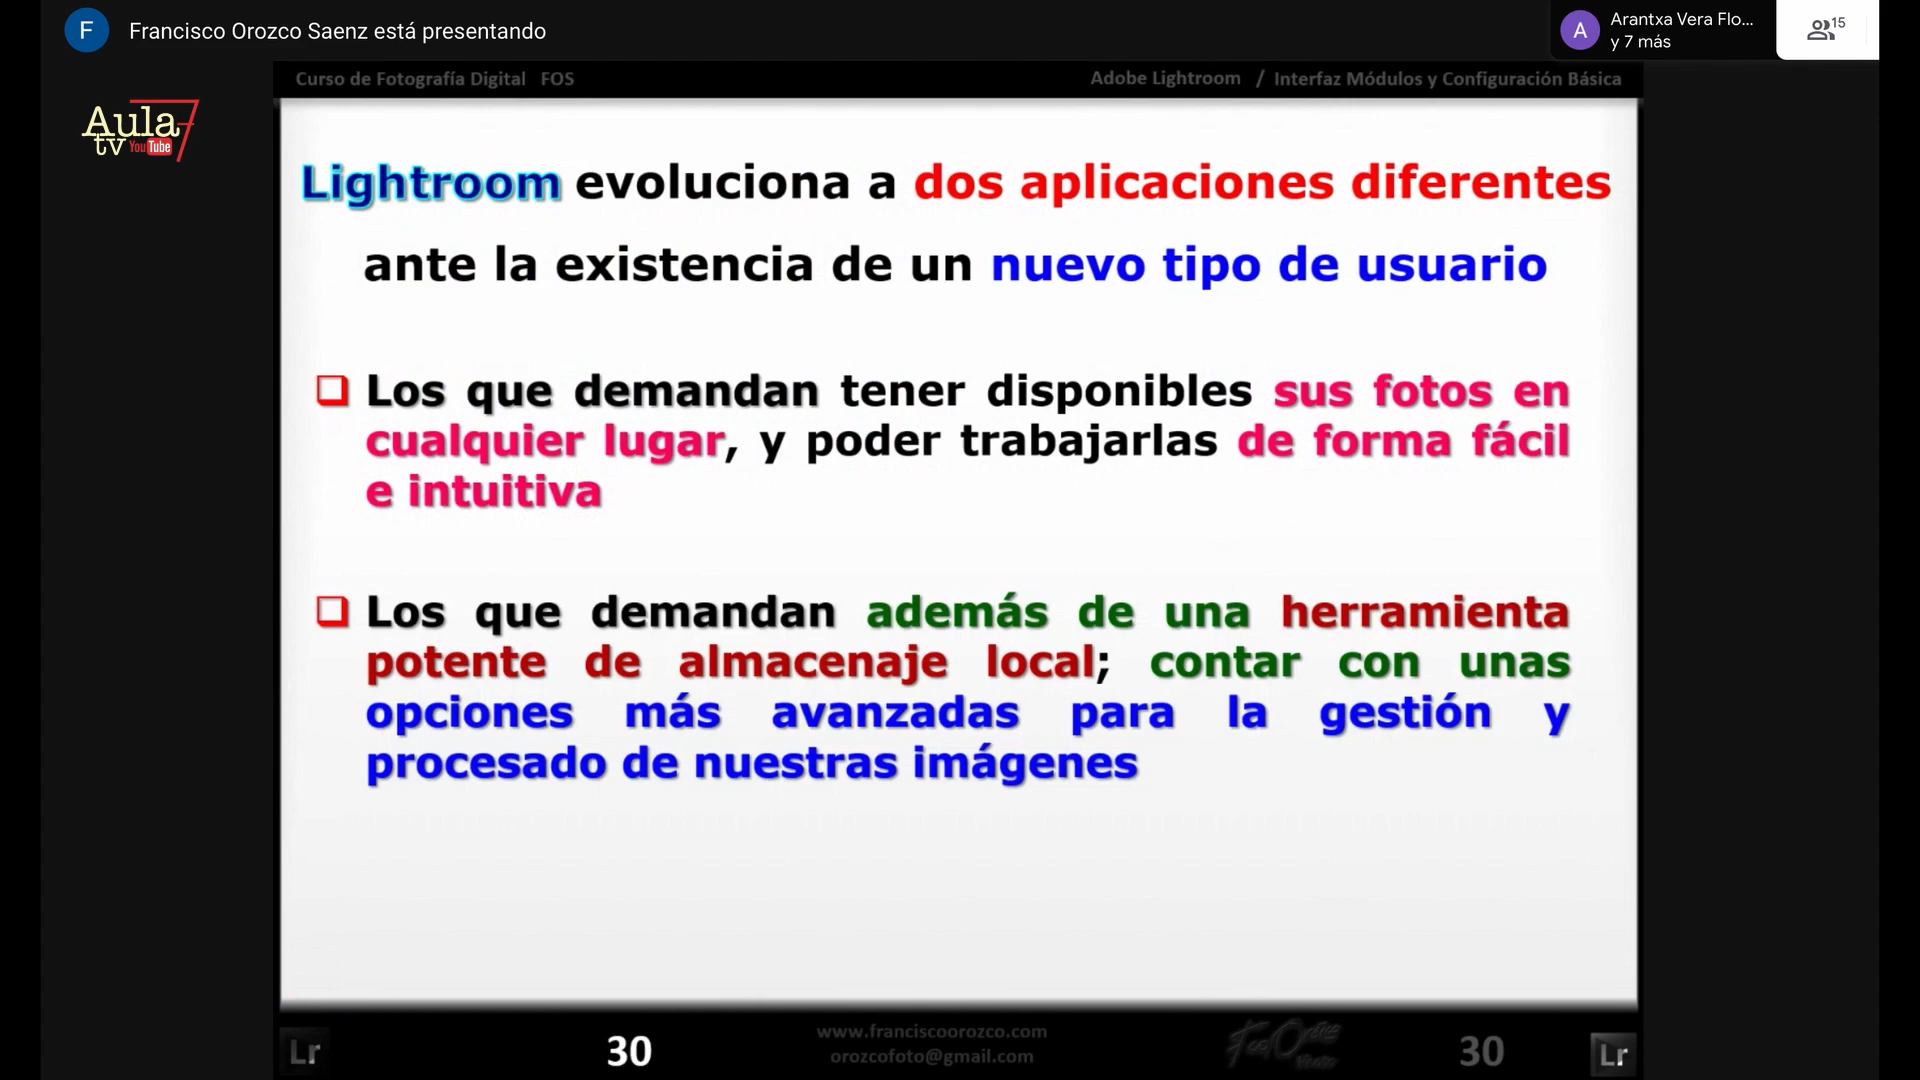 F Francisco Orozco Saenz está presentando
A Arantxa Vera Flo...
y 7 más
15
Curso de Fotografía Digital FOS
Adobe Lightroom / Interfaz Módulos y Configuración Básica
Aula 7
tv YouTube
Lightroom evoluciona a dos aplicaciones diferentes
ante la existencia de un nuevo tipo de usuario
Los que demandan tener disponibles sus fotos en
cualquier lugar, y poder trabajarlas de forma fácil
e intuitiva
Los que demandan además de una herramienta
potente de almacenaje local; contar con unas
opciones más avanzadas para la gestión y
procesado de nuestras imágenes
Lr
30
www.franciscoorozco.com
orozcofoto@gmail.com
30
Lr